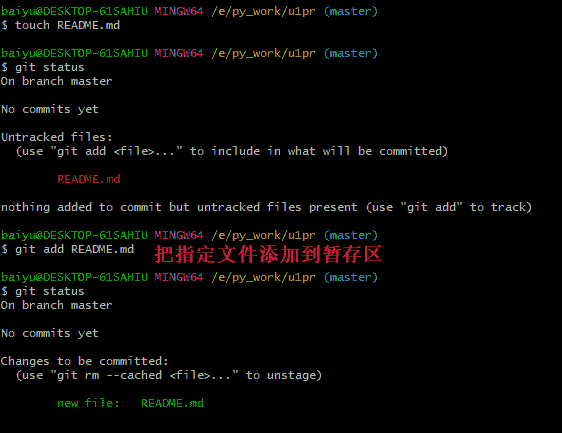 baiyu@DESKTOP-61SAHIU MINGW64 /e/py_work/u1pr (master)
$ touch README.md
baiyu@DESKTOP-61SAHIU MINGW64 /e/py_work/u1pr (master)
$ git status
On branch master
No commits yet
Untracked files:
(use "git add <file>..." to include in what will be committed)
README.md
nothing added to commit but untracked files present (use "git add" to track)
baiyu@DESKTOP-61SAHIU MINGW64 /e/py_work/u1pr (master)
$ git add README.md
把指定文件添加到暂存区
baiyu@DESKTOP-61SAHIU MINGW64 /e/py_work/u1pr (master)
$ git status
On branch master
No commits yet
Changes to be committed:
(use "git rm --cached <file>..." to unstage)
new file: README.md